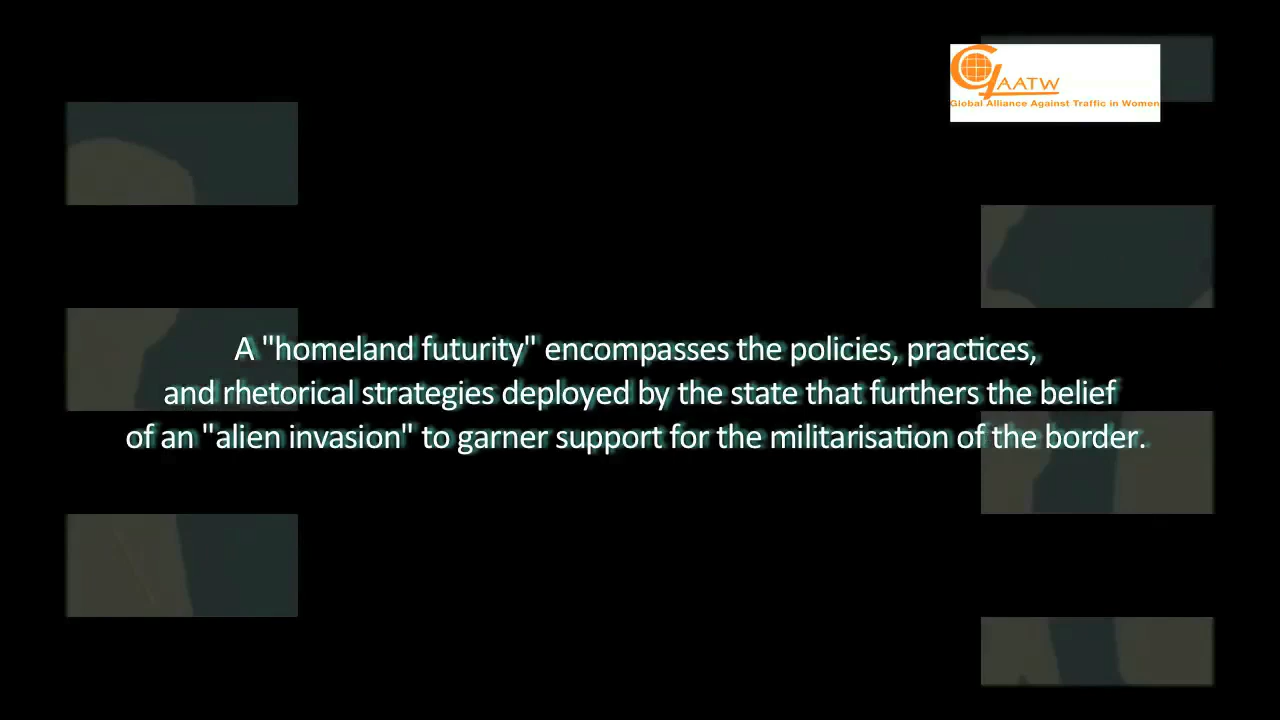 GAATW
Global Alliance Against Traffic in Women
A "homeland futurity" encompasses the policies, practices,
and rhetorical strategies deployed by the state that furthers the belief
of an "alien invasion" to garner support for the militarisation of the border.